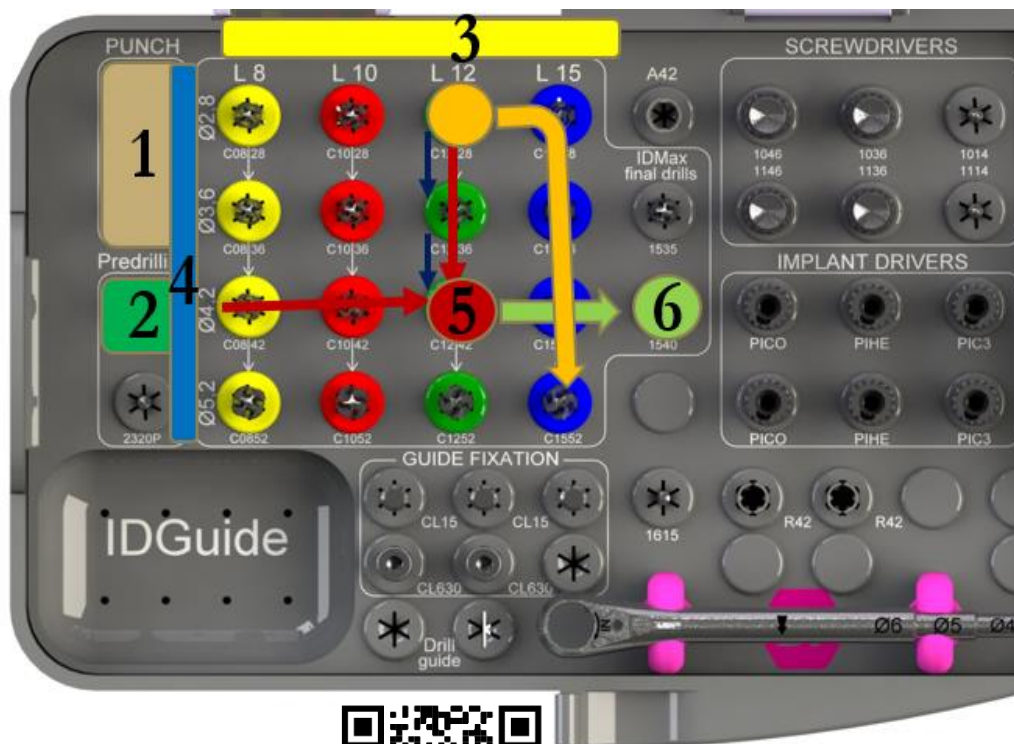 3
PUNCH
SCREWDRIVERS
L 8 L 10 L 12 L 15 A42
Ø2.8
1
C0828 C1028
1046 1036 1014
1146 1136 1114
IDMax
final drills
Ø3.6
C0836 C1036
1535
Predrilli
4
IMPLANT DRIVERS
2
Ø4.2
5
6
C0842 C1042 C1242
1540
PICO PIHE PIC3
Ø5.2
2320P
C0852 C1052 C1252 C1552
PICO PIHE PIC3
GUIDE FIXATION
CL15 CL15
1615
R42 R42
IDGuide
CL630 CL630
Drill
guide
IN
Ø6 Ø5 Ø4